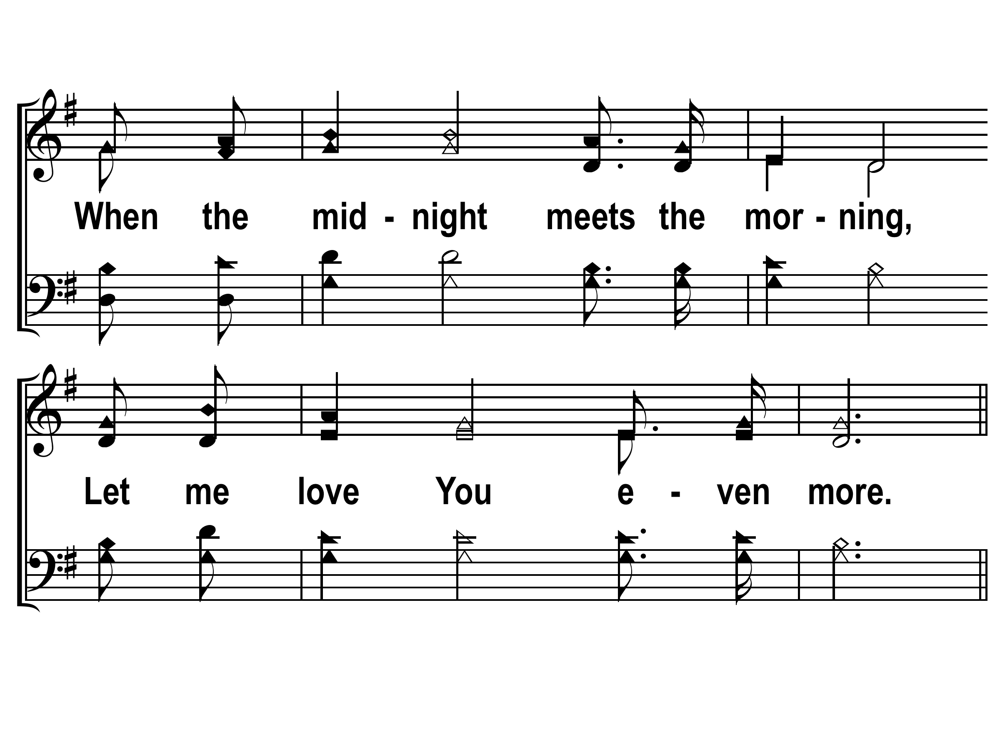 When the mid - night meets the mor - ning,
Let me love You e - ven more.